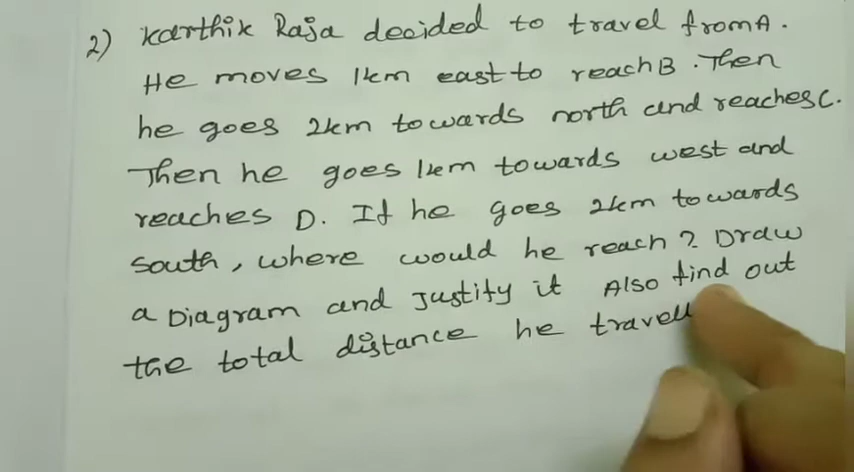 2) Karthik Raja decided to travel from A.
He moves 1km east to reach B. Then
he goes 2km towards north and reaches C.
Then he goes 1km towards west and
reaches D. If he goes 2km towards
south, where would he reach? Draw
a Diagram and Justify it Also find out
the total distance he travell